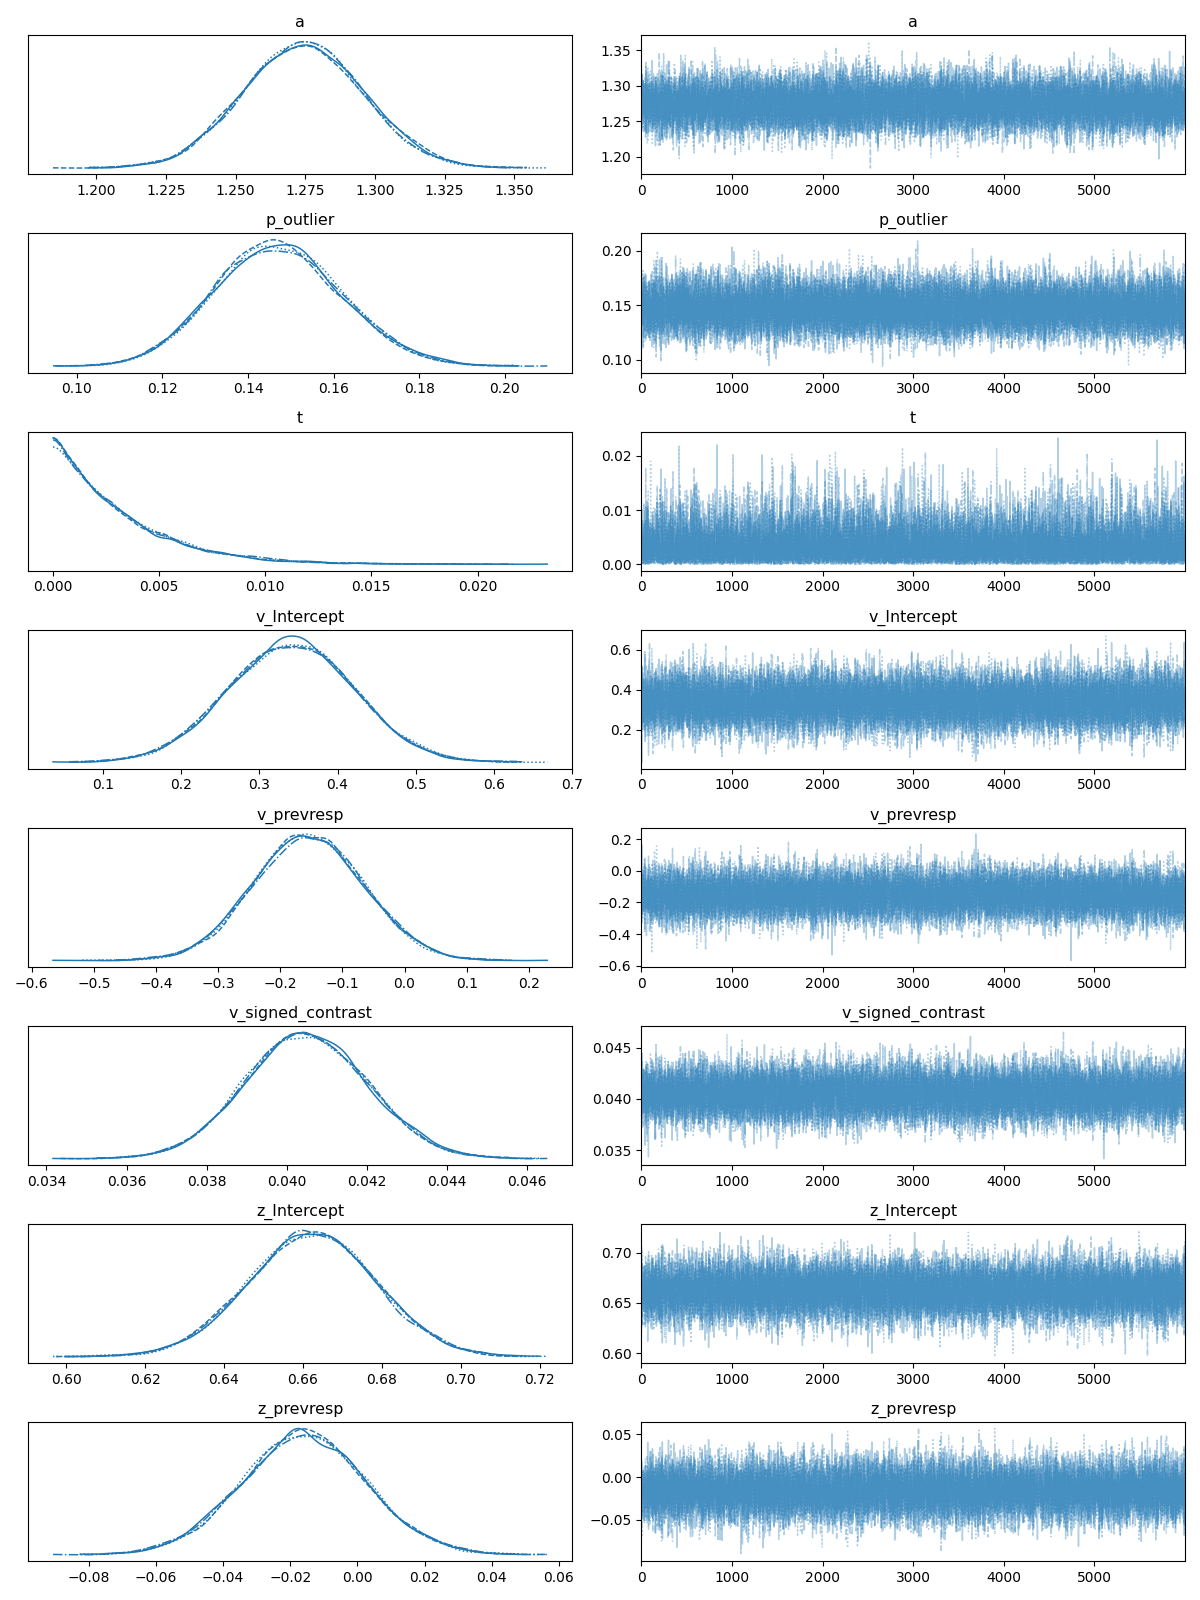 a a
1.35
1.30
1.25
1.20
1.200 1.225 1.250 1.275 1.300 1.325 1.350 0 1000 2000 3000 4000 5000
p_outlier p_outlier
0.20
0.15
0.10
0.10 0.12 0.14 0.16 0.18 0.20 0 1000 2000 3000 4000 5000
t t
0.02
0.01
0.00
0.000 0.005 0.010 0.015 0.020 0 1000 2000 3000 4000 5000
v_Intercept v_Intercept
0.6
0.4
0.2
0.1 0.2 0.3 0.4 0.5 0.6 0.7 0 1000 2000 3000 4000 5000
v_prevresp v_prevresp
0.2
0.0
−0.2
−0.4
−0.6
−0.6 −0.5 −0.4 −0.3 −0.2 −0.1 0.0 0.1 0.2 0 1000 2000 3000 4000 5000
v_signed_contrast v_signed_contrast
0.045
0.040
0.035
0.034 0.036 0.038 0.040 0.042 0.044 0.046 0 1000 2000 3000 4000 5000
z_Intercept z_Intercept
0.70
0.65
0.60
0.60 0.62 0.64 0.66 0.68 0.70 0.72 0 1000 2000 3000 4000 5000
z_prevresp z_prevresp
0.05
0.00
−0.05
−0.08 −0.06 −0.04 −0.02 0.00 0.02 0.04 0.06 0 1000 2000 3000 4000 5000